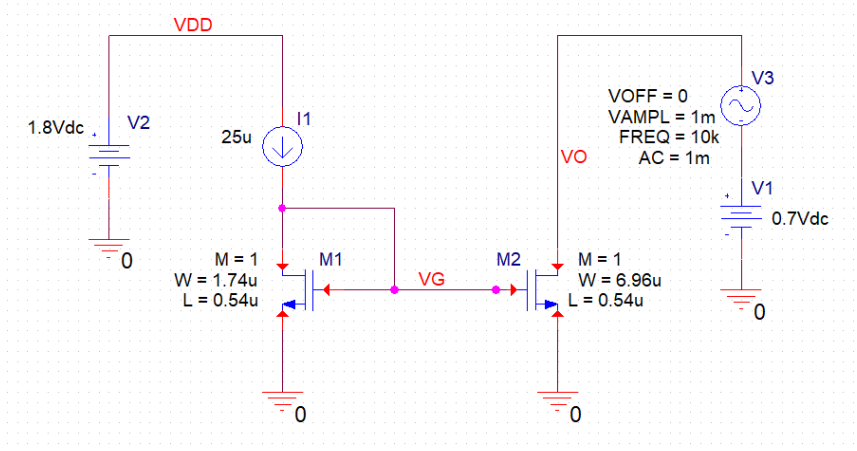 VDD
V2
1.8Vdc
+
-
0
I1
25u
M = 1
W = 1.74u
L = 0.54u
M1
VG
0
M2
M = 1
W = 6.96u
L = 0.54u
0
VO
V3
VOFF = 0
VAMPL = 1m
FREQ = 10k
AC = 1m
V1
+
-
0.7Vdc
0